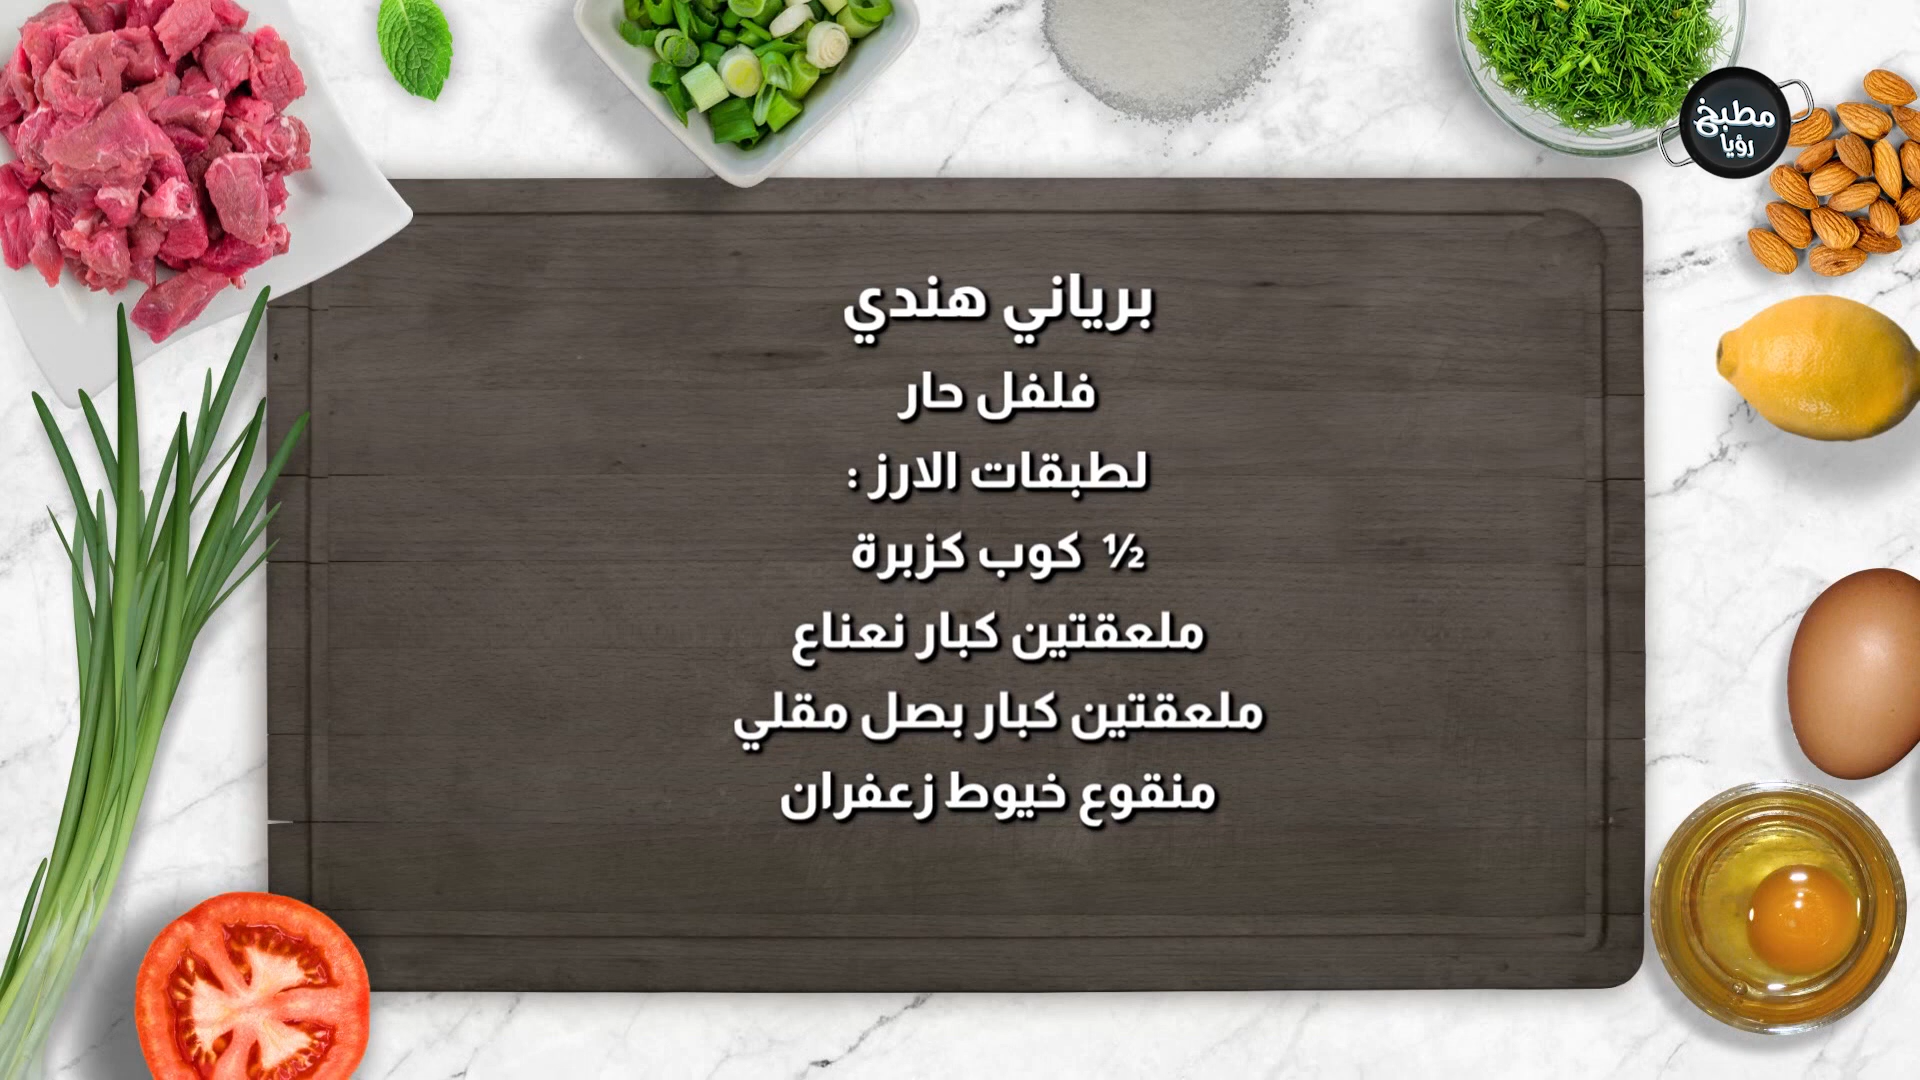 مطبخ
رؤيا
برياني هندي
فلفل حار
لطبقات الارز :
½ كوب كزبرة
ملعقتين كبار نعناع
ملعقتين كبار بصل مقلي
منقوع خيوط زعفران